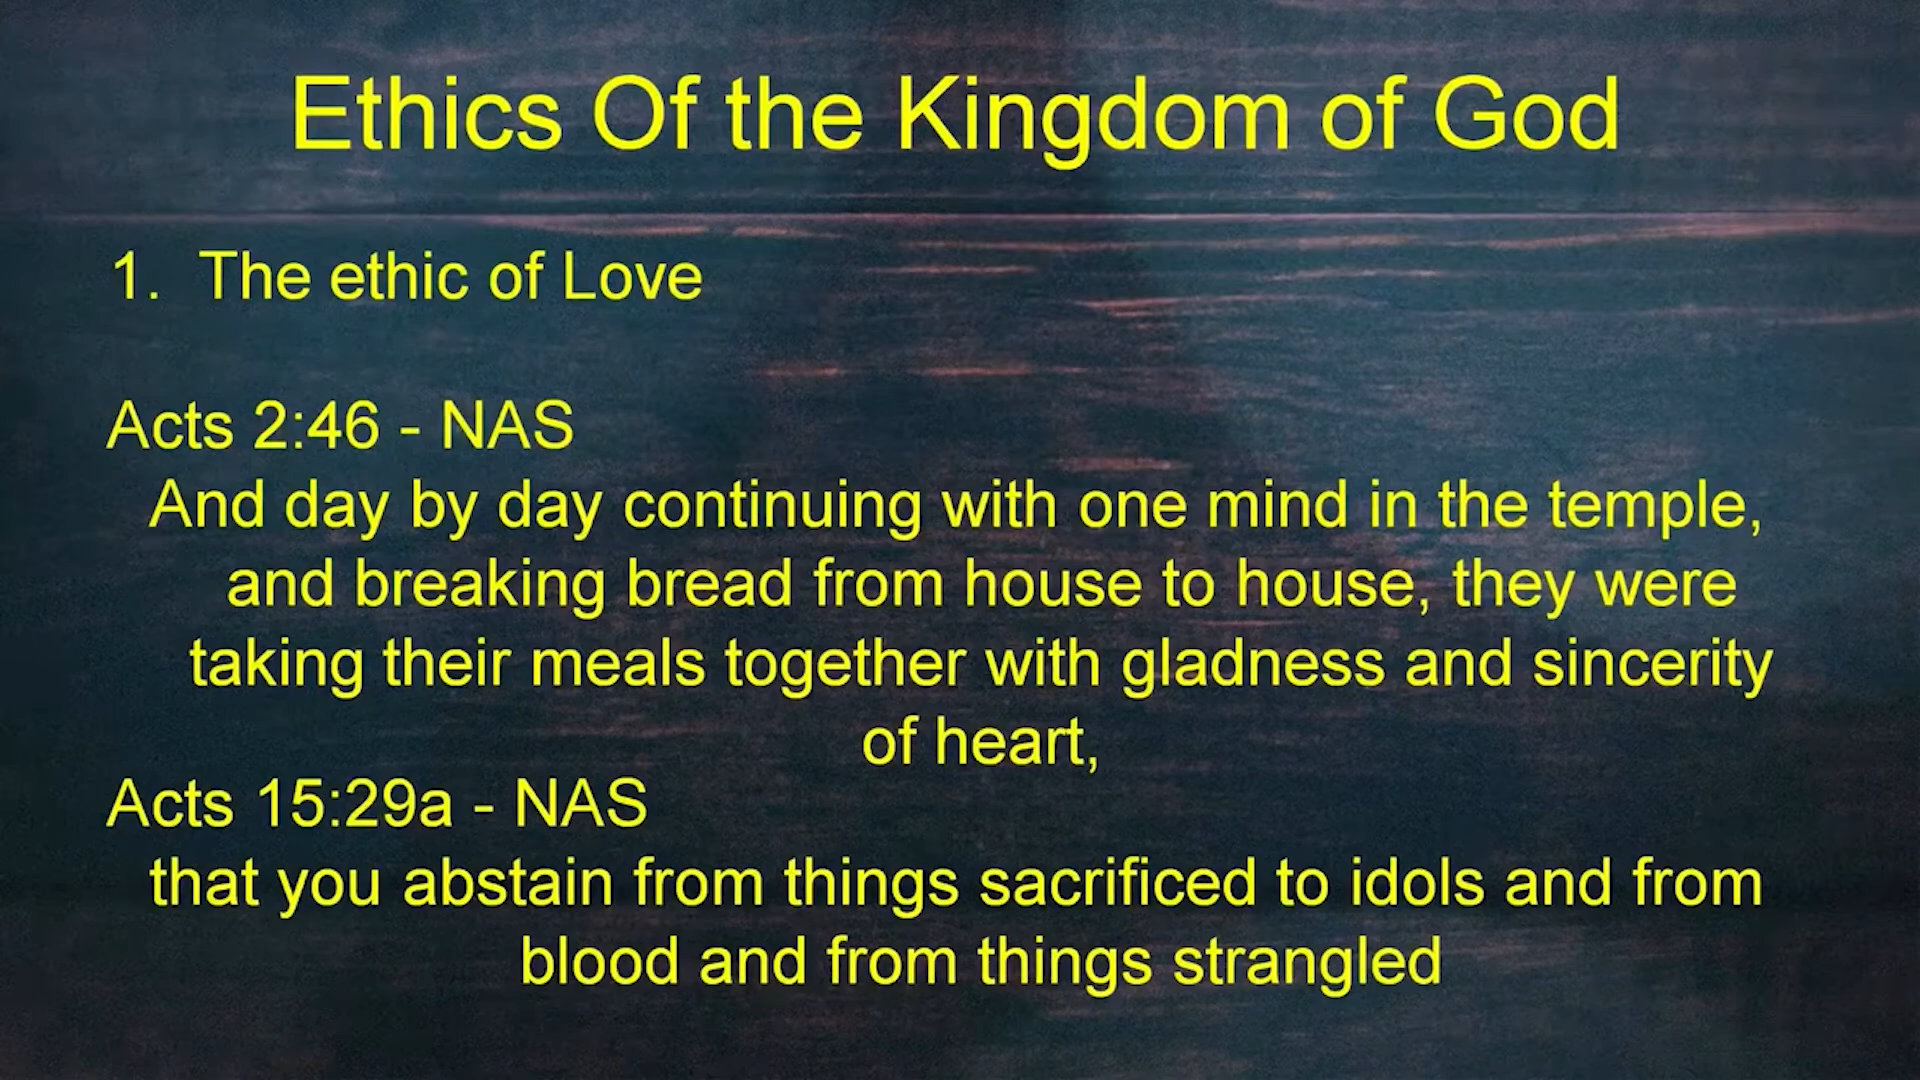 Ethics Of the Kingdom of God
1. The ethic of Love
Acts 2:46 - NAS
And day by day continuing with one mind in the temple,
and breaking bread from house to house, they were
taking their meals together with gladness and sincerity
of heart,
Acts 15:29a - NAS
that you abstain from things sacrificed to idols and from
blood and from things strangled